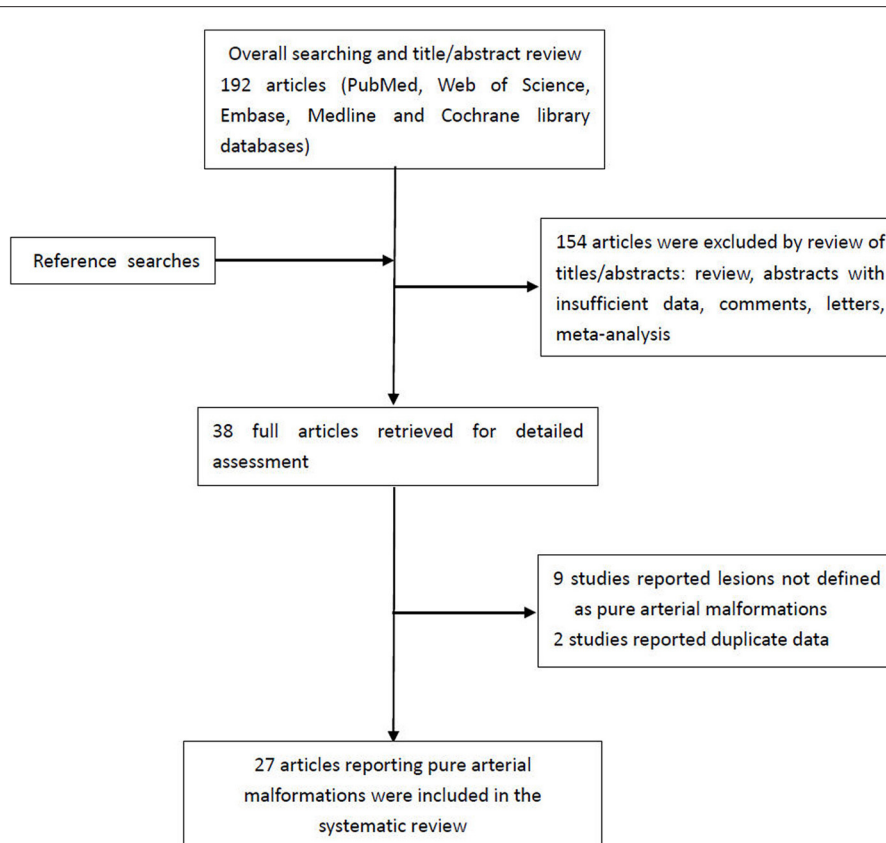 Overall searching and title/abstract review
192 articles (PubMed, Web of Science,
Embase, Medline and Cochrane library
databases)
Reference searches
154 articles were excluded by review of
titles/abstracts: review, abstracts with
insufficient data, comments, letters,
meta-analysis
38 full articles retrieved for detailed
assessment
9 studies reported lesions not defined
as pure arterial malformations
2 studies reported duplicate data
27 articles reporting pure arterial
malformations were included in the
systematic review